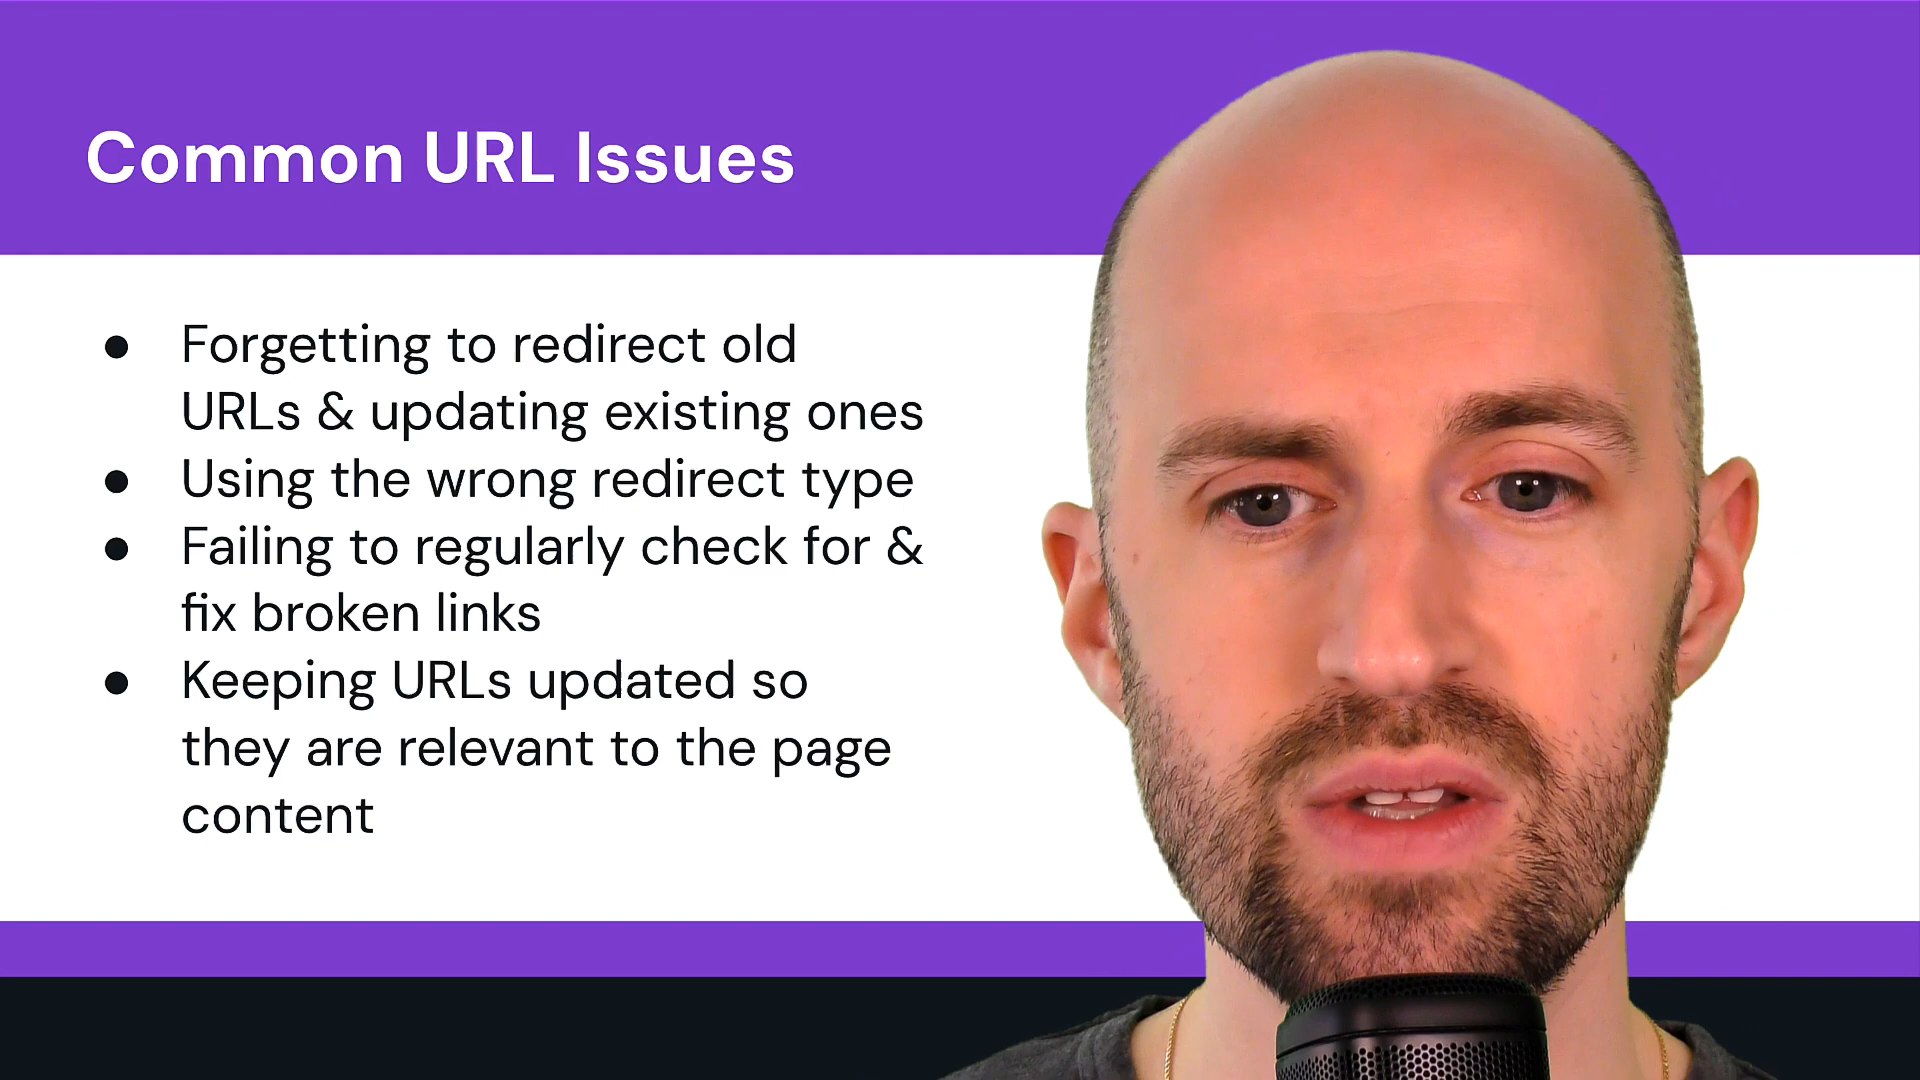 Common URL Issues
● Forgetting to redirect old
URLs & updating existing ones
● Using the wrong redirect type
● Failing to regularly check for &
fix broken links
● Keeping URLs updated so
they are relevant to the page
content